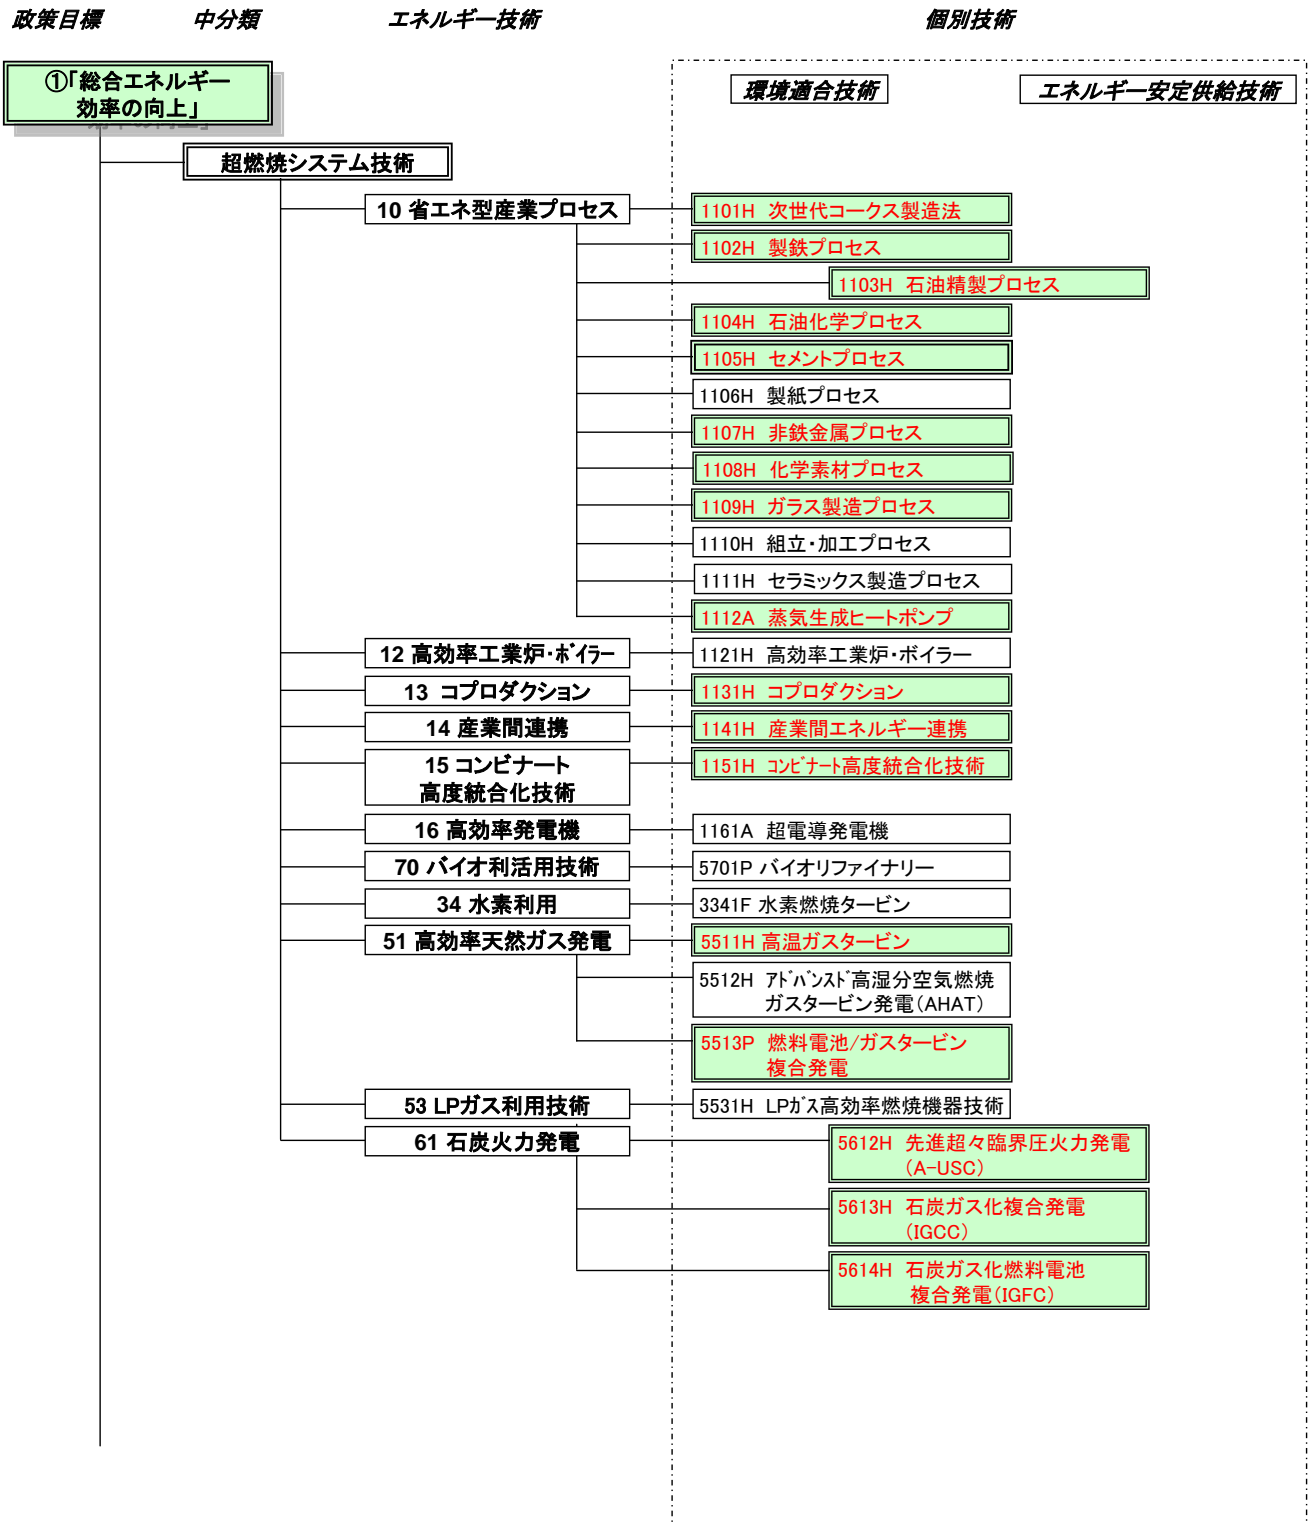 政策目標 中分類 エネルギー技術 個別技術
①「総合エネルギー
効率の向上」
環境適合技術 エネルギー安定供給技術
超燃焼システム技術
10 省エネ型産業プロセス 1101H 次世代コークス製造法
1102H 製鉄プロセス
1103H 石油精製プロセス
1104H 石油化学プロセス
1105H セメントプロセス
1106H 製紙プロセス
1107H 非鉄金属プロセス
1108H 化学素材プロセス
1109H ガラス製造プロセス
1110H 組立・加工プロセス
1111H セラミックス製造プロセス
1112A 蒸気生成ヒートポンプ
12 高効率工業炉・ボイラー 1121H 高効率工業炉・ボイラー
13 コプロダクション 1131H コプロダクション
14 産業間連携 1141H 産業間エネルギー連携
15 コンビナート
高度統合化技術
1151H コンビナート高度統合化技術
16 高効率発電機 1161A 超電導発電機
70 バイオ利活用技術 5701P バイオリファイナリー
34 水素利用 3341F 水素燃焼タービン
51 高効率天然ガス発電 5511H 高温ガスタービン
5512H アドバンスド高湿分空気燃焼
ガスタービン発電(AHAT)
5513P 燃料電池/ガスタービン
複合発電
53 LPガス利用技術 5531H LPガス高効率燃焼機器技術
61 石炭火力発電 5612H 先進超々臨界圧火力発電
(A-USC)
5613H 石炭ガス化複合発電
(IGCC)
5614H 石炭ガス化燃料電池
複合発電(IGFC)